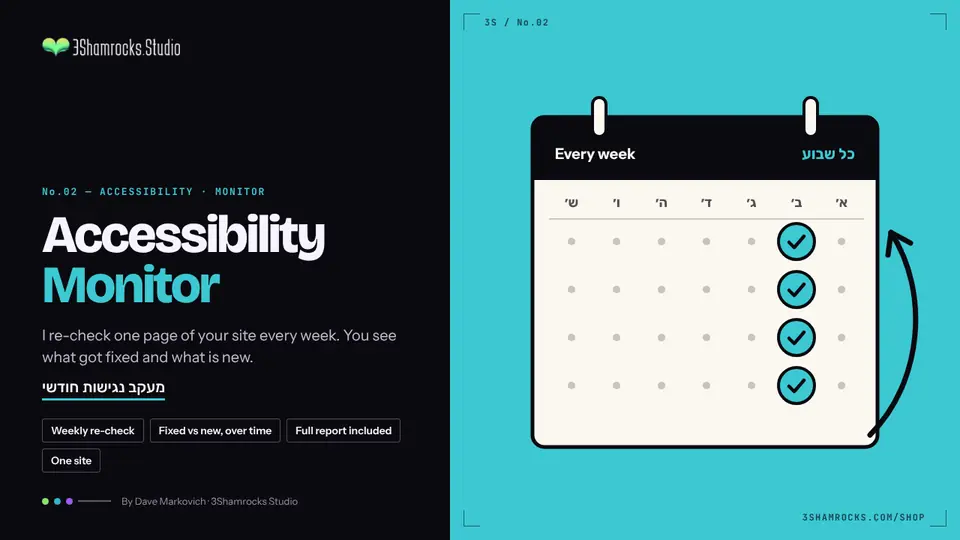 3Shamrocks.Studio
No.02 — ACCESSIBILITY · MONITOR
Accessibility
Monitor
I re-check one page of your site every week. You see
what got fixed and what is new.
מעקב נגישות חודשי
Weekly re-check
Fixed vs new, over time
Full report included
One site
By Dave Markovich · 3Shamrocks Studio
3S / No.02
Every week
כל שבוע
א׳ ב׳ ג׳ ד׳ ה׳ ו׳ ש׳
3SHAMROCKS.COM/SHOP